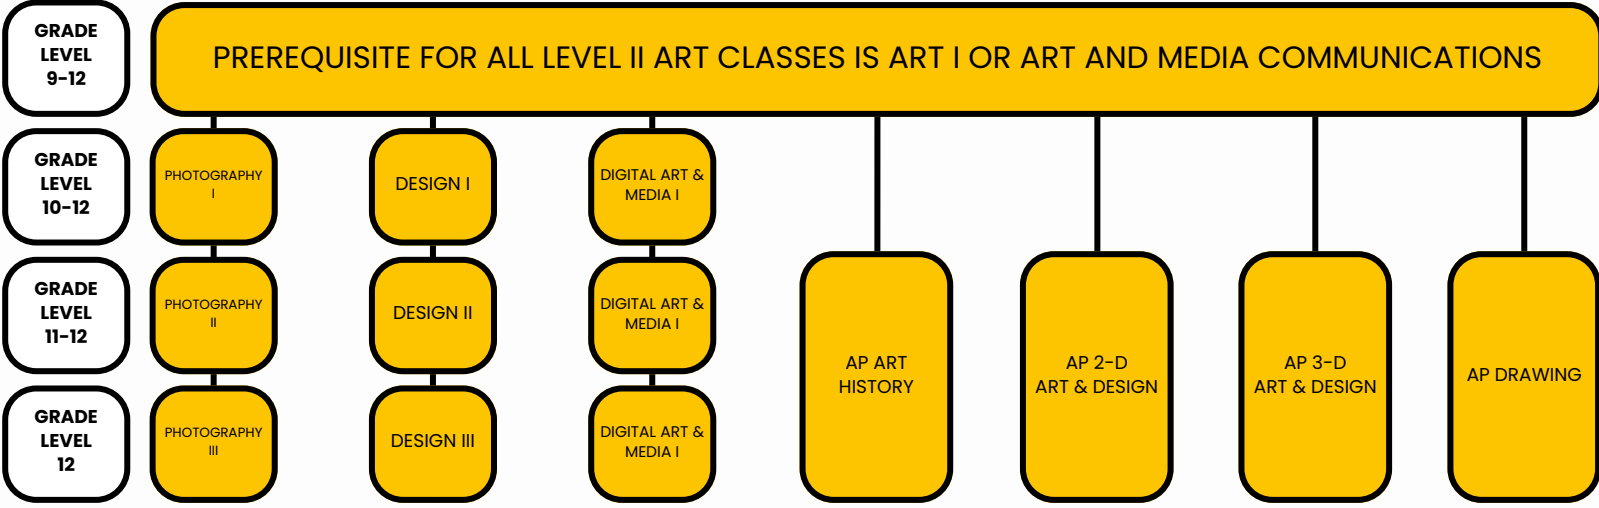 GRADE
LEVEL
9-12
PREREQUISITE FOR ALL LEVEL II ART CLASSES IS ART I OR ART AND MEDIA COMMUNICATIONS
GRADE
LEVEL
10-12
PHOTOGRAPHY
I
DESIGN I
DIGITAL ART &
MEDIA I
GRADE
LEVEL
11-12
PHOTOGRAPHY
II
DESIGN II
DIGITAL ART &
MEDIA I
AP ART
HISTORY
AP 2-D
ART & DESIGN
AP 3-D
ART & DESIGN
AP DRAWING
GRADE
LEVEL
12
PHOTOGRAPHY
III
DESIGN III
DIGITAL ART &
MEDIA I